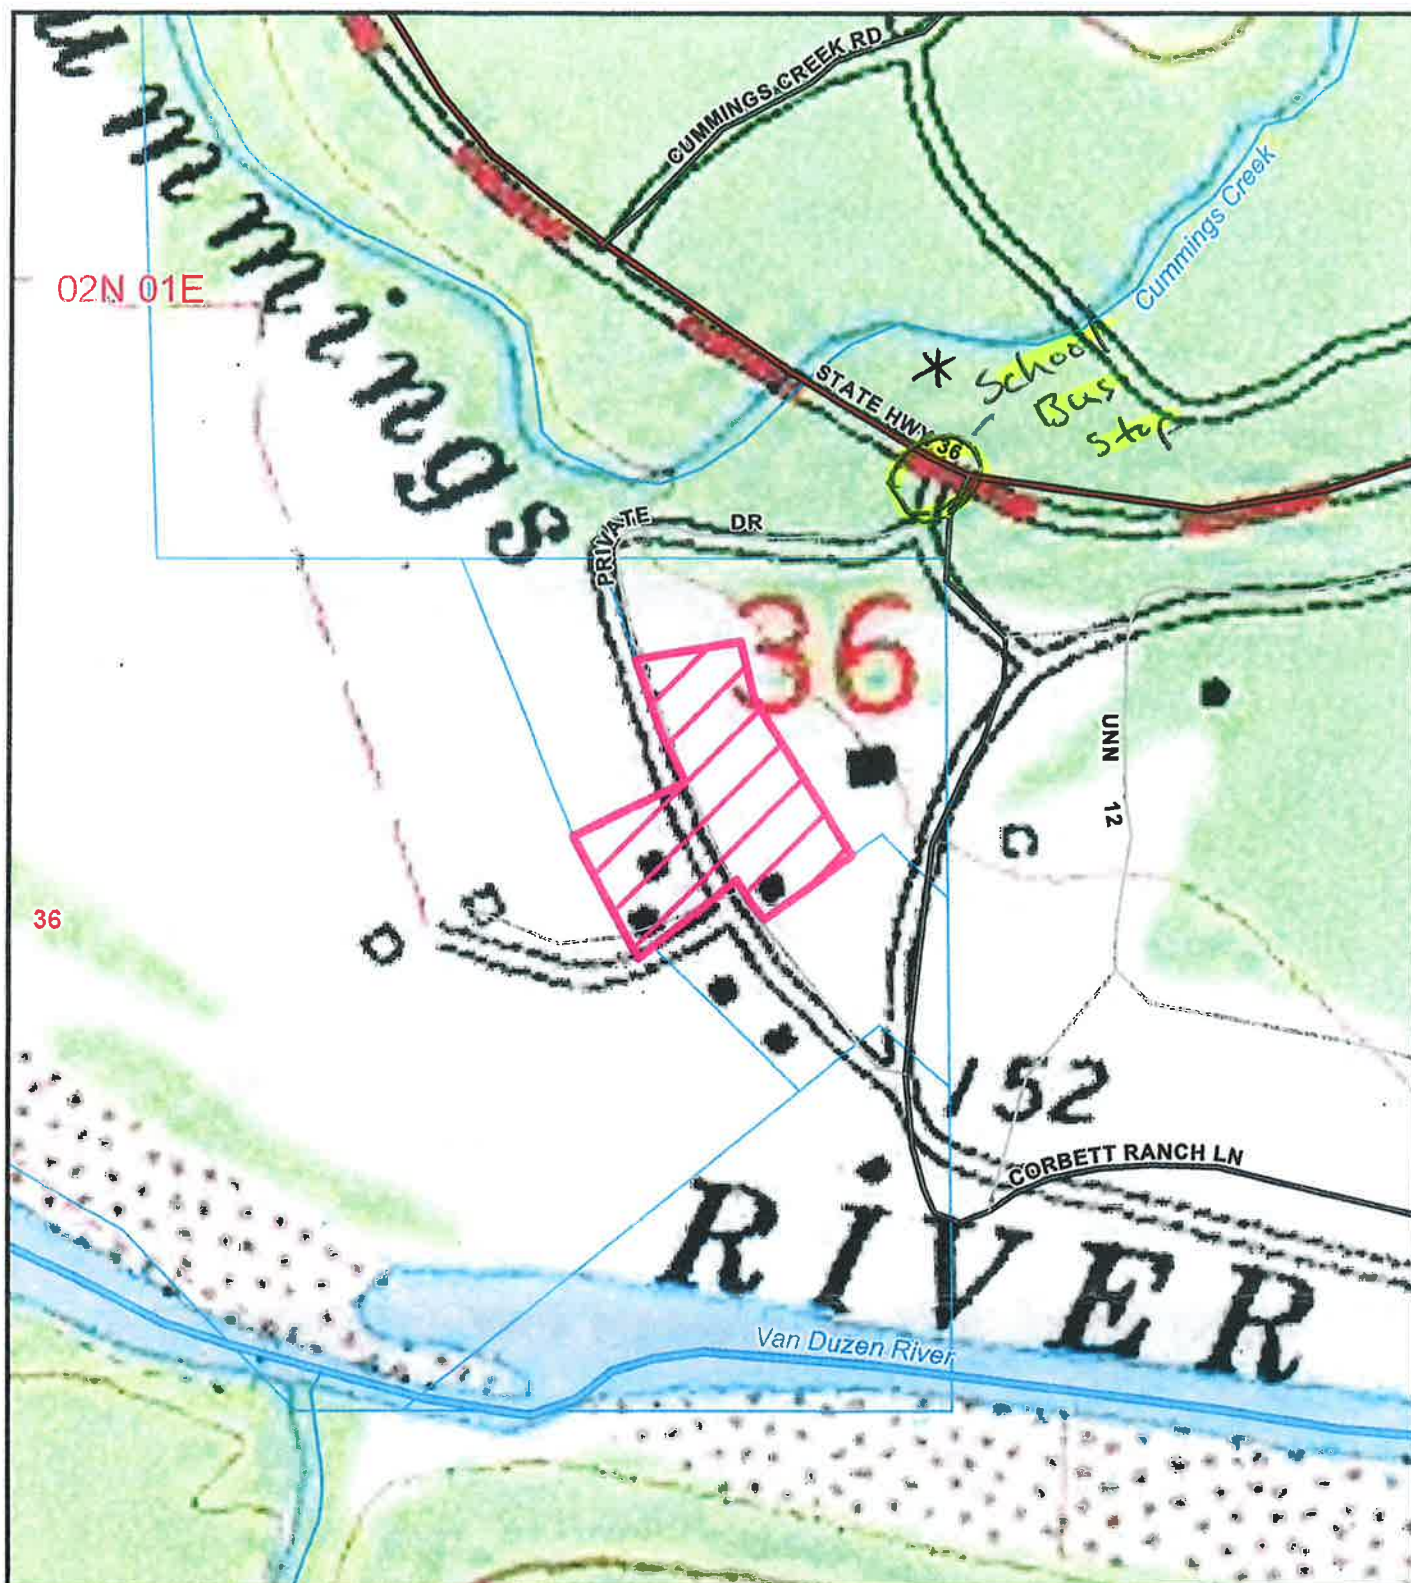 ummings
CUMMINGS CREEK RD
Cummings Creek
02N 01E
*
School
Bus
Stop
STATE HWY 36
PRIVATE DR
36
UNN 12
C
36
152
CORBETT RANCH LN
RIVER
Van Duzen River